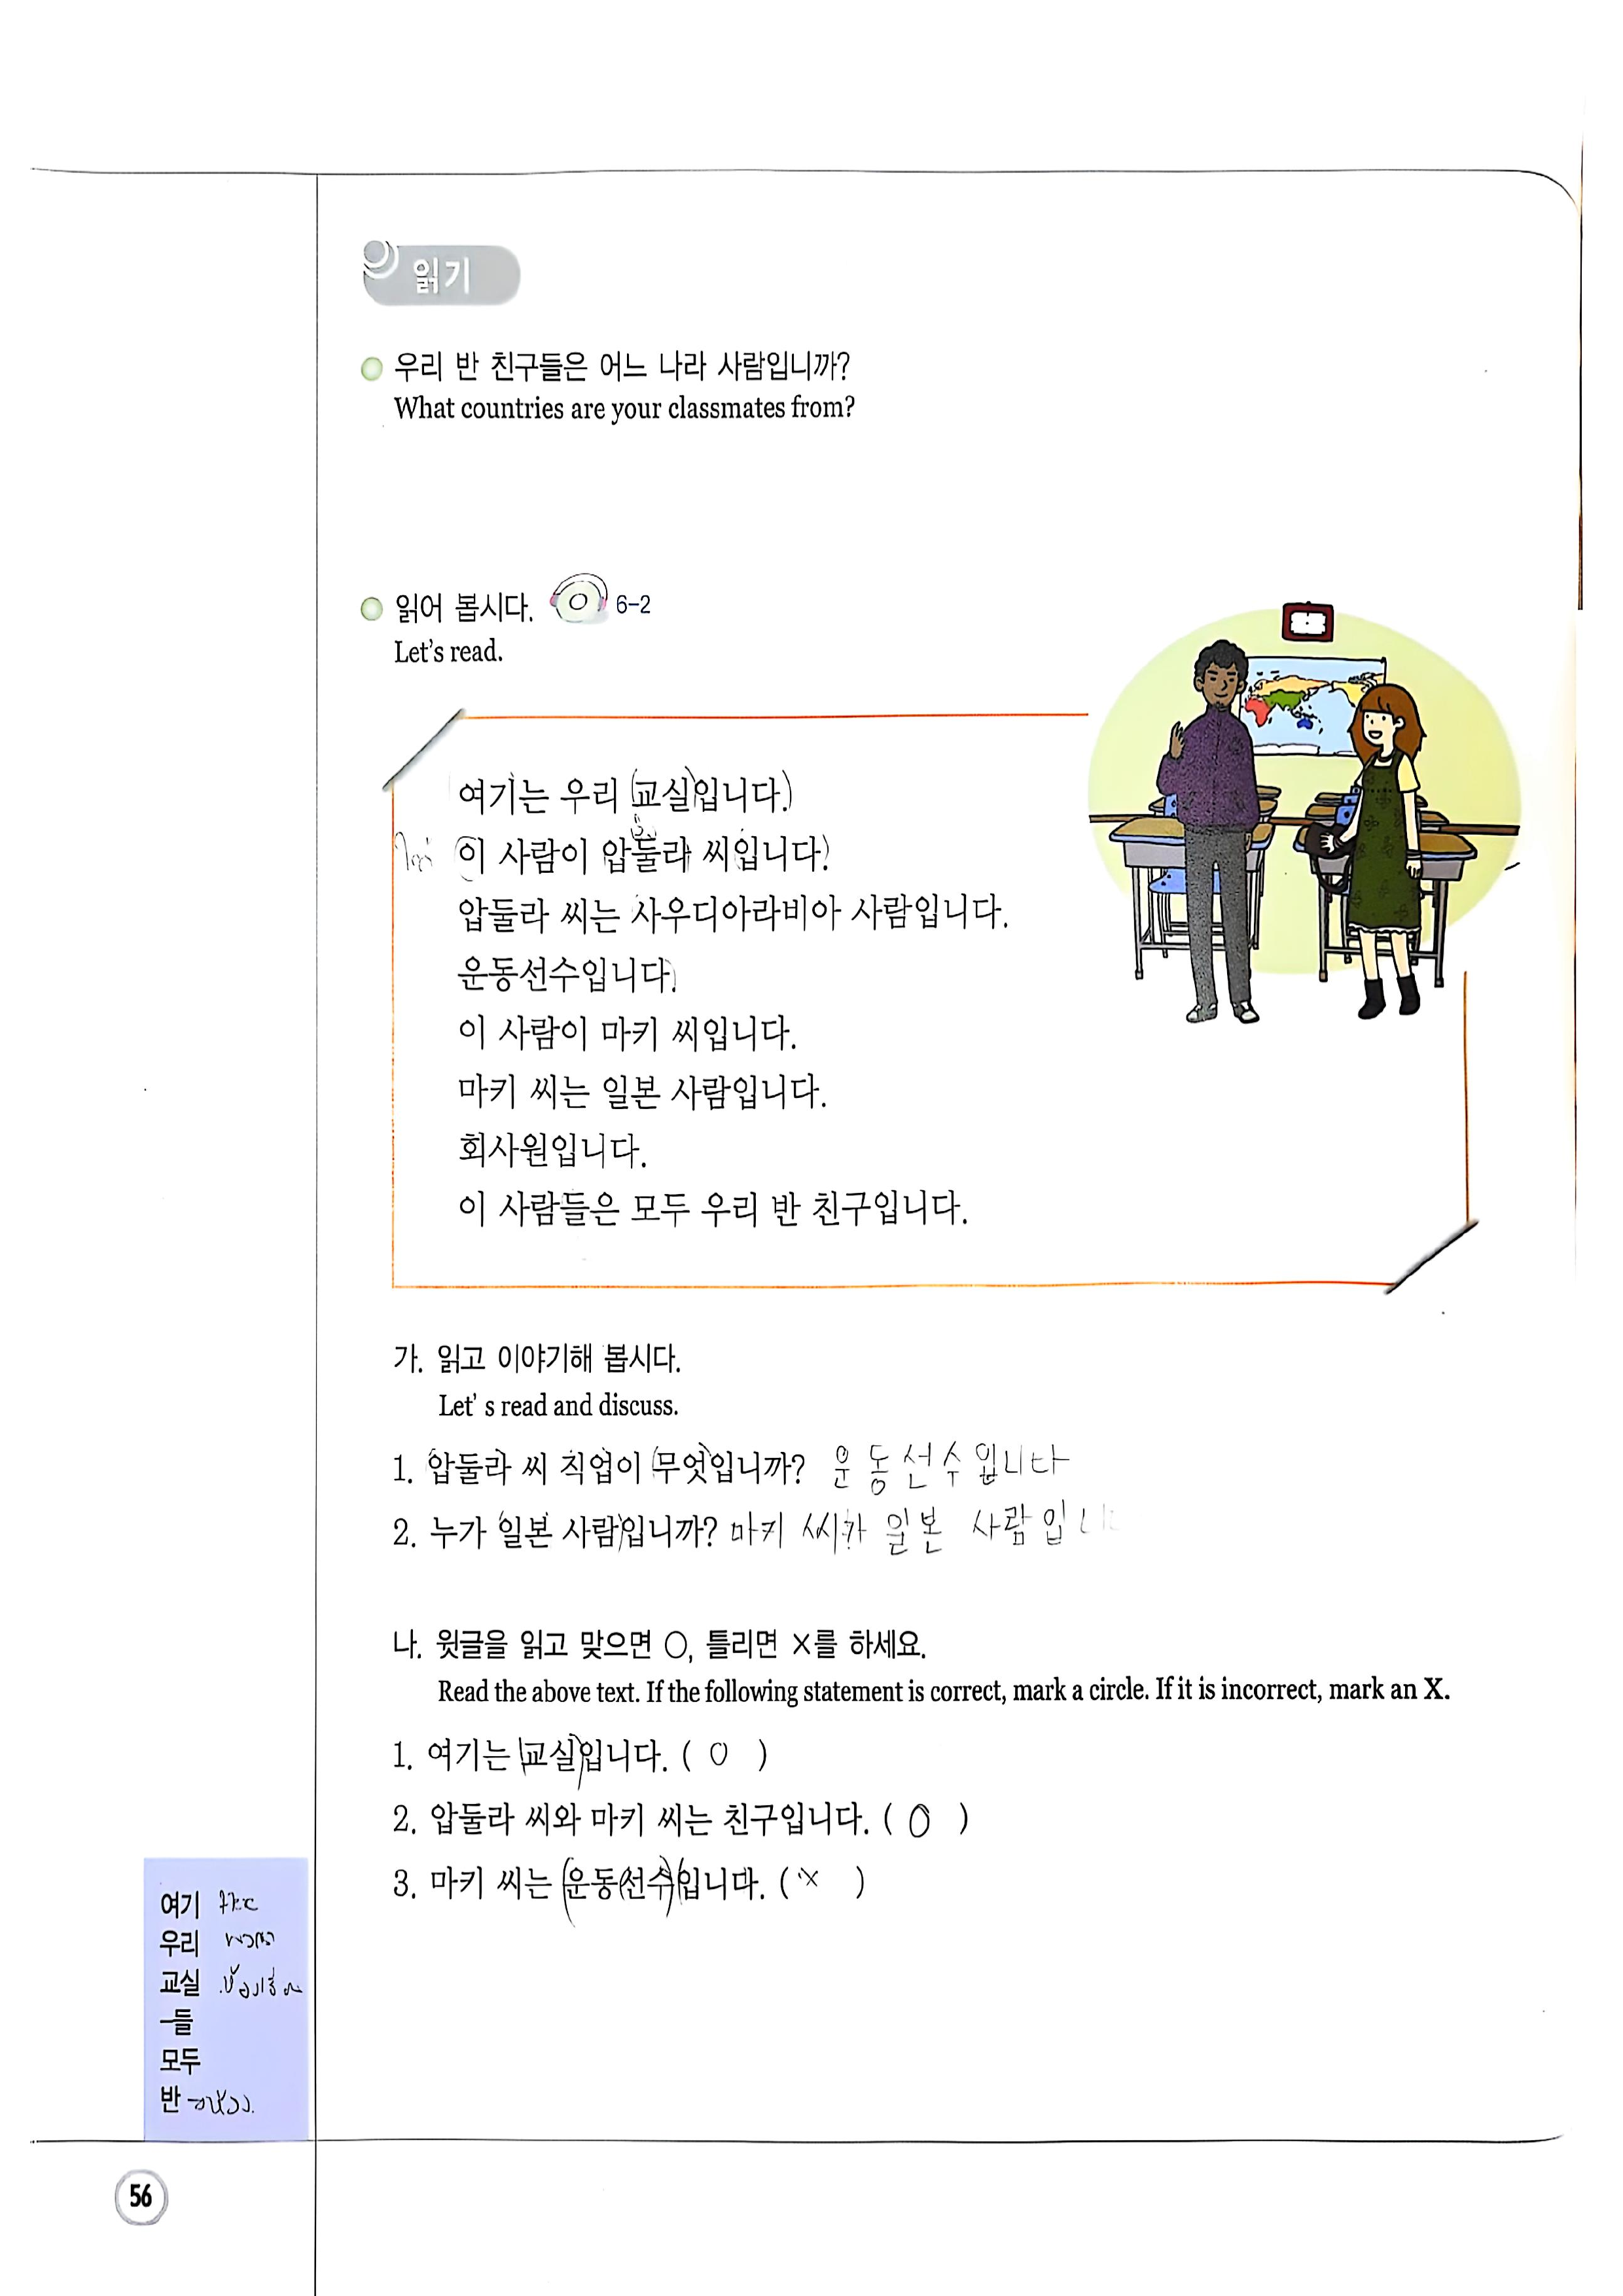 읽기
우리 반 친구들은 어느 나라 사람입니까?
What countries are your classmates from?
읽어 봅시다. 6-2
Let's read.
여기는 우리 (교실)입니다.)
(이 사람이 압둘라 씨입니다.)
압둘라 씨는 사우디아라비아 사람입니다.
운동선수입니다.
이 사람이 마키 씨입니다.
마키 씨는 일본 사람입니다.
회사원입니다.
이 사람들은 모두 우리 반 친구입니다.
가. 읽고 이야기해 봅시다.
Let' s read and discuss.
1. 압둘라 씨 직업이 (무엇)입니까? 운동선수입니다
2. 누가 일본 사람)입니까? 마키 씨가 일본 사람입니
나. 윗글을 읽고 맞으면 ○, 틀리면 ×를 하세요.
Read the above text. If the following statement is correct, mark a circle. If it is incorrect, mark an X.
1. 여기는 (교실)입니다. ( O )
2. 압둘라 씨와 마키 씨는 친구입니다. ( O )
3. 마키 씨는 (운동(선수)(입니다. ( × )
여기
우리
교실
-들
모두
반
56